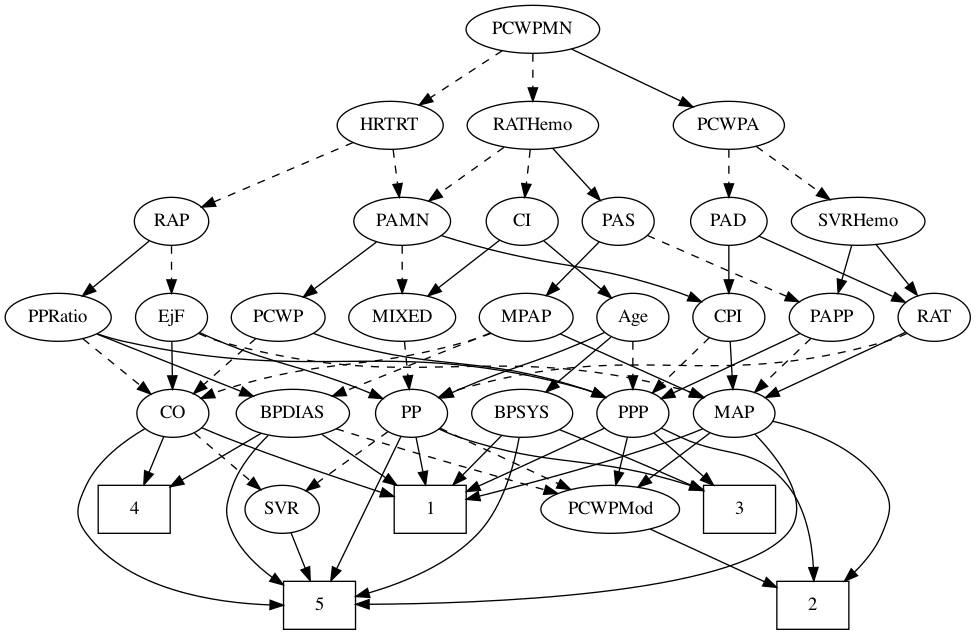 PCWPMN
HRTRT
RATHemo
PCWPA
RAP
PAMN
CI
PAS
PAD
SVRHemo
PPRatio
EjF
PCWP
MIXED
MPAP
Age
CPI
PAPP
RAT
CO
BPDIAS
PP
BPSYS
PPP
MAP
4
SVR
1
PCWPMod
3
5
2